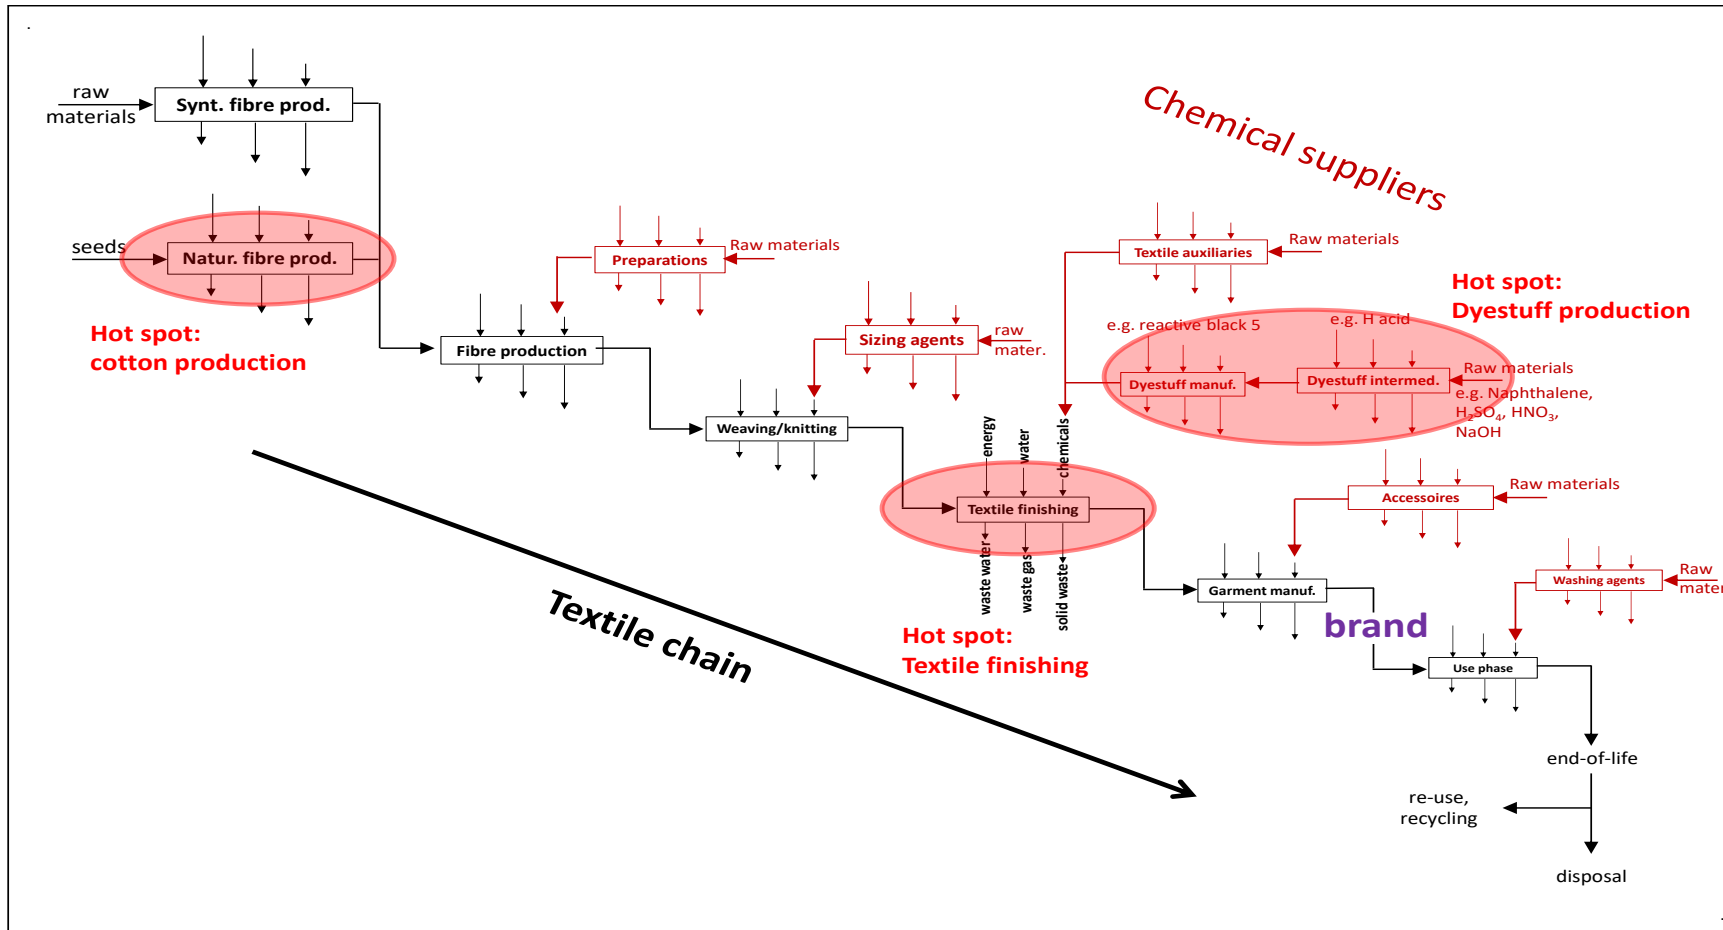 raw
materials
Synt. fibre prod.
Chemical suppliers
seeds
Natur. fibre prod.
Hot spot:
cotton production
Preparations
Raw materials
Textile auxiliaries
Raw materials
Hot spot:
Dyestuff production
Fibre production
Sizing agents
raw
mater.
e.g. reactive black 5
e.g. H acid
Dyestuff manuf.
Dyestuff intermed.
Raw materials
e.g. Naphthalene,
H₂SO₄, HNO₃,
NaOH
Weaving/knitting
energy
water
chemicals
Textile finishing
waste water
waste gas
solid waste
Hot spot:
Textile finishing
Accessoires
Raw materials
Textile chain
Garment manuf.
brand
Washing agents
Raw
mater
Use phase
end-of-life
re-use,
recycling
disposal